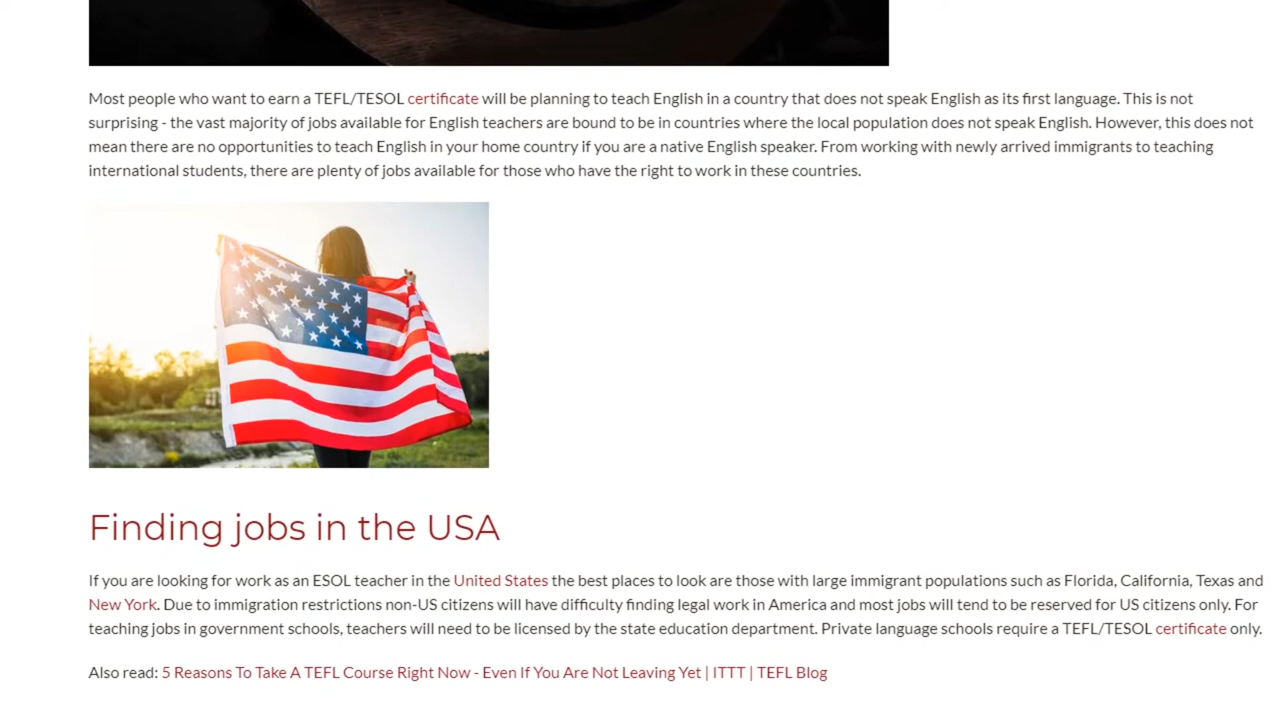 Most people who want to earn a TEFL/TESOL certificate will be planning to teach English in a country that does not speak English as its first language. This is not
surprising - the vast majority of jobs available for English teachers are bound to be in countries where the local population does not speak English. However, this does not
mean there are no opportunities to teach English in your home country if you are a native English speaker. From working with newly arrived immigrants to teaching
international students, there are plenty of jobs available for those who have the right to work in these countries.
Finding jobs in the USA
If you are looking for work as an ESOL teacher in the United States the best places to look are those with large immigrant populations such as Florida, California, Texas and
New York. Due to immigration restrictions non-US citizens will have difficulty finding legal work in America and most jobs will tend to be reserved for US citizens only. For
teaching jobs in government schools, teachers will need to be licensed by the state education department. Private language schools require a TEFL/TESOL certificate only.
Also read: 5 Reasons To Take A TEFL Course Right Now - Even If You Are Not Leaving Yet | ITTT | TEFL Blog